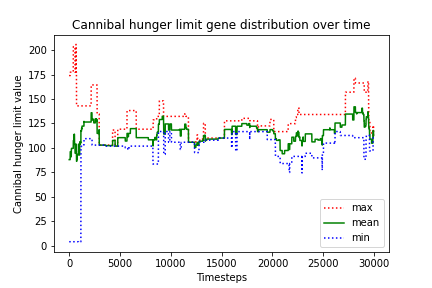 Cannibal hunger limit gene distribution over time
Cannibal hunger limit value
200
175
150
125
100
75
50
25
0
0 5000 10000 15000 20000 25000 30000
Timesteps
max
mean
min